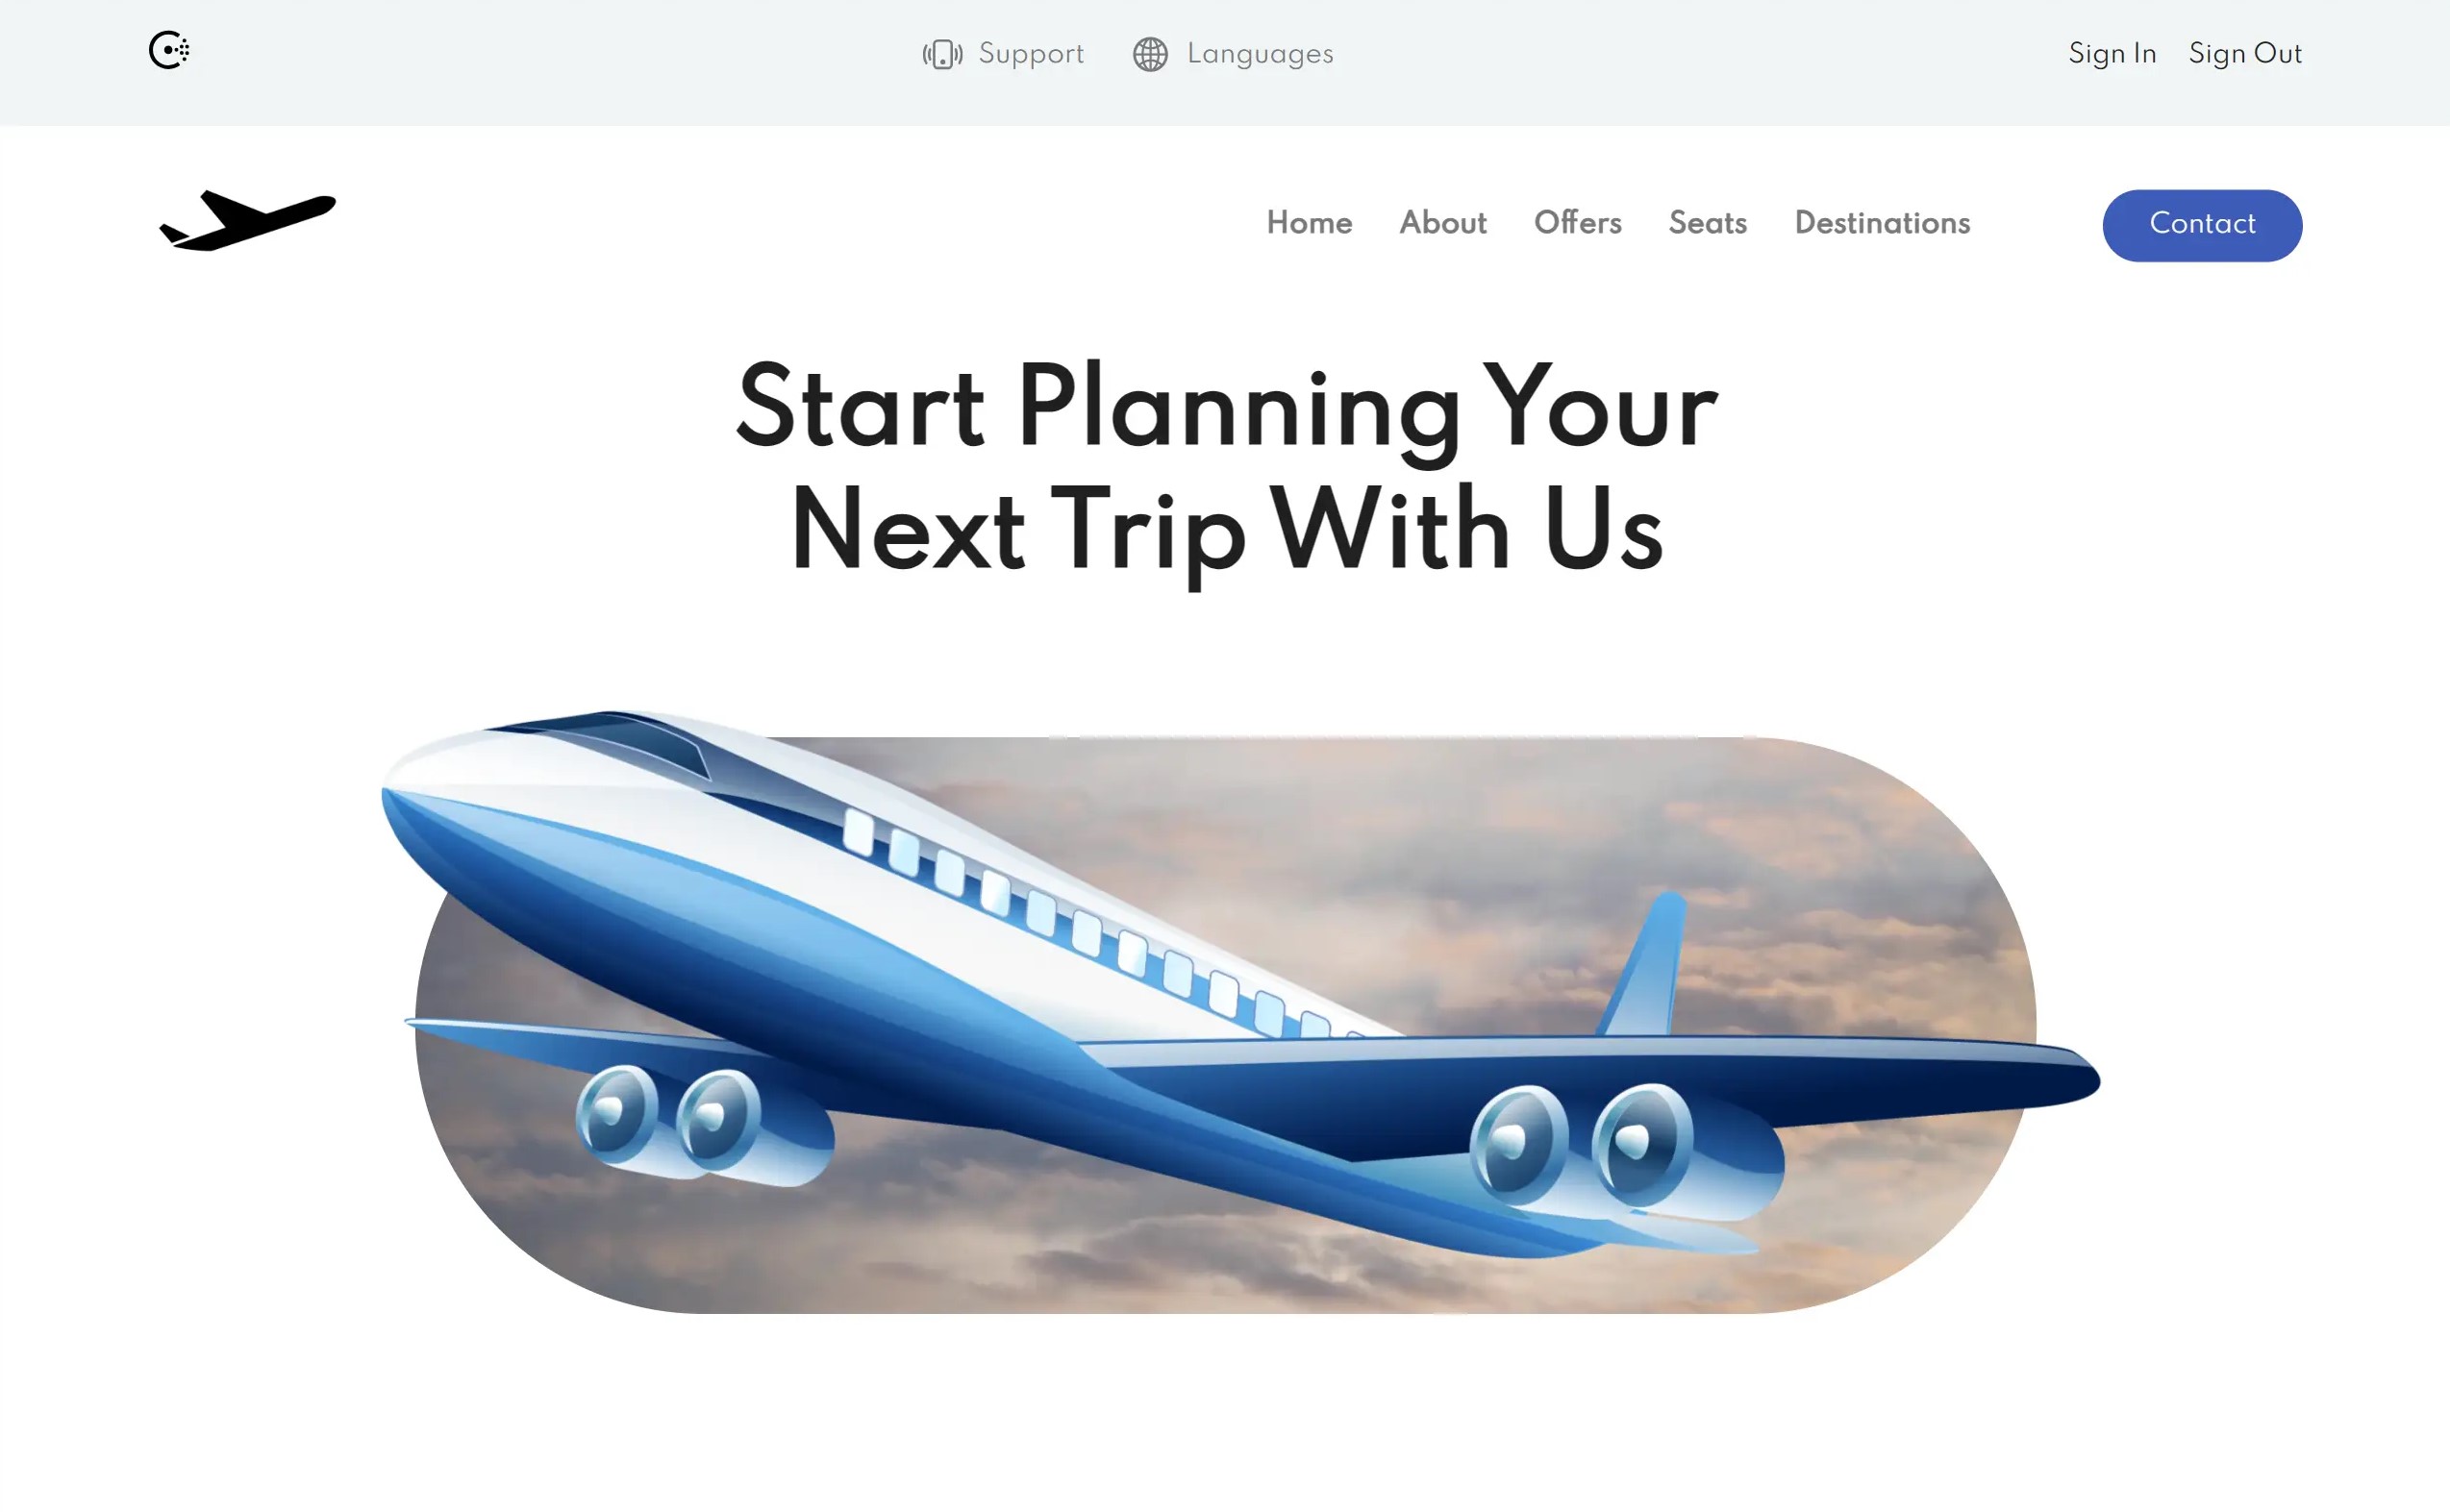 Support Languages Sign In Sign Out
Home About Offers Seats Destinations Contact
Start Planning Your
Next Trip With Us